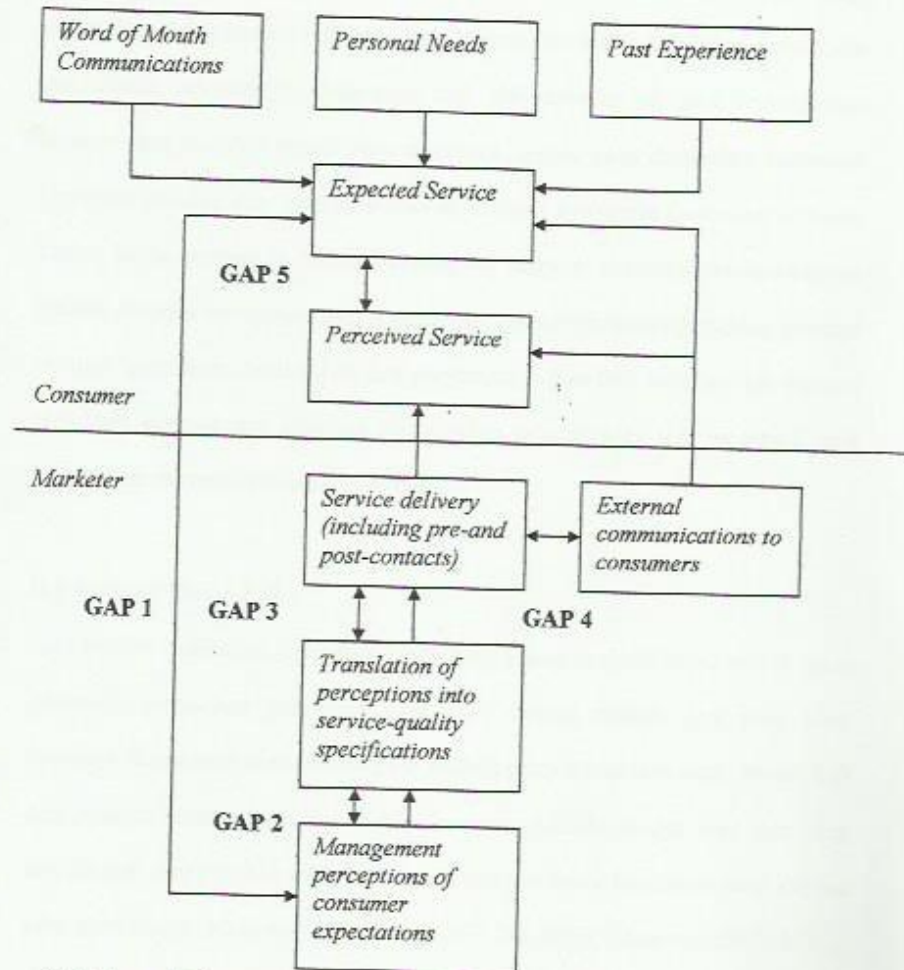 Word of Mouth
Communications
Personal Needs
Past Experience
Expected Service
GAP 5
Perceived Service
Consumer
Marketer
Service delivery
(including pre-and
post-contacts)
External
communications to
consumers
GAP 1
GAP 3
GAP 4
Translation of
perceptions into
service-quality
specifications
GAP 2
Management
perceptions of
consumer
expectations